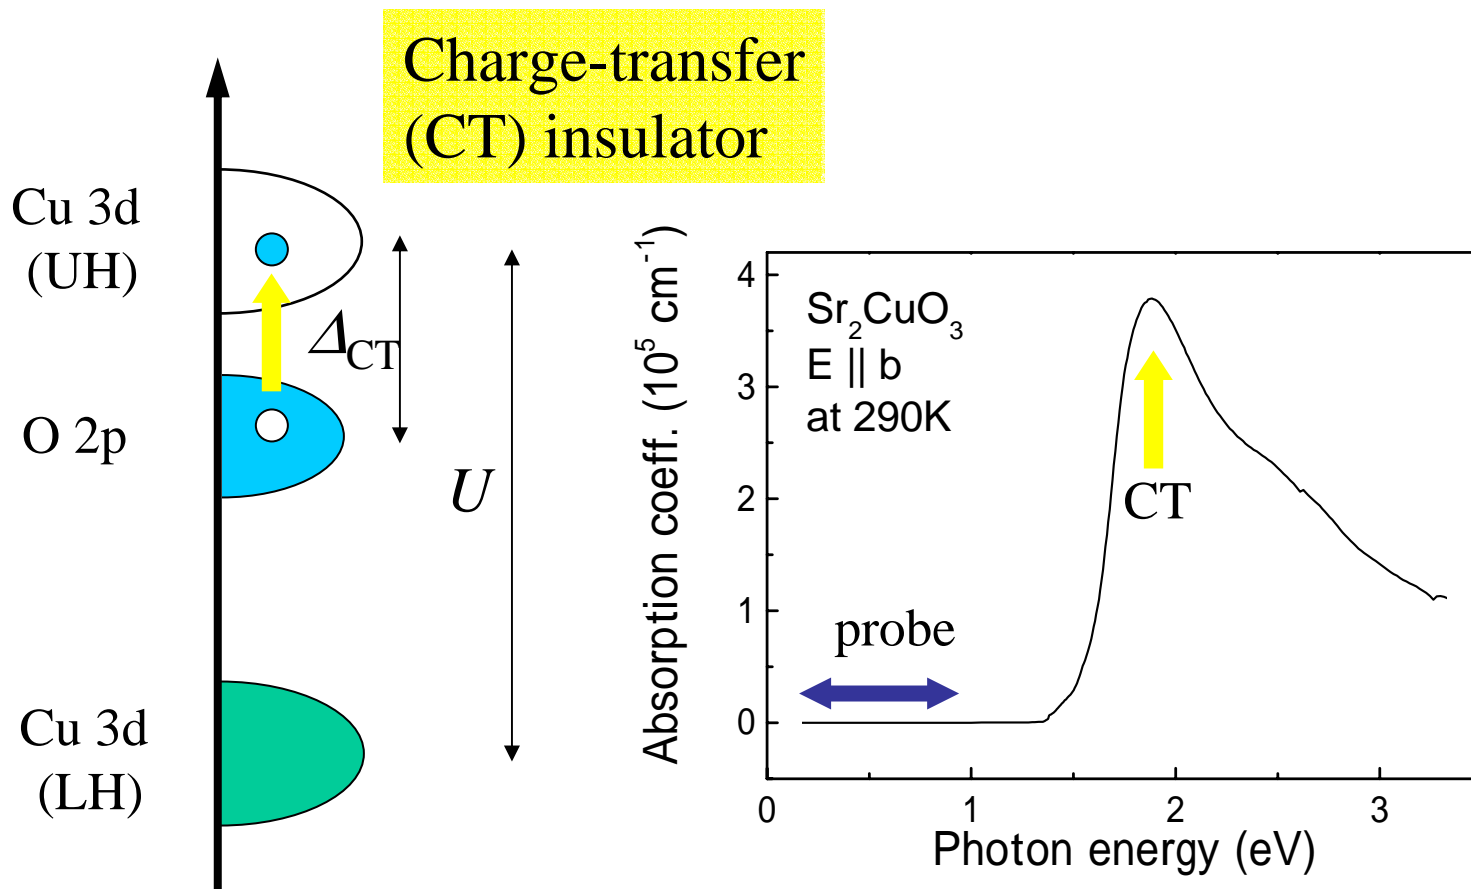 Charge-transfer
(CT) insulator
Cu 3d
(UH)
Δ_CT
O 2p
U
Cu 3d
(LH)
Absorption coeff. (10⁵ cm⁻¹)
4
3
2
1
0
Sr₂CuO₃
E || b
at 290K
CT
probe
0 1 2 3
Photon energy (eV)